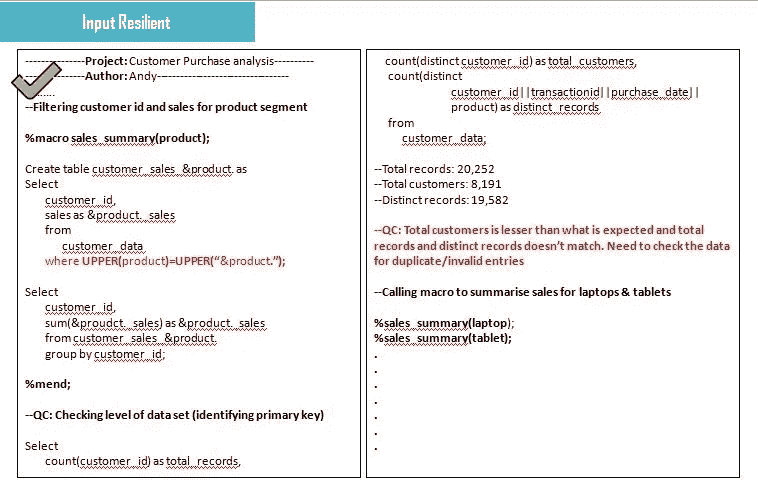 Input Resilient
---------------Project: Customer Purchase analysis----------
---------------Author: Andy---------------------------------
........
--Filtering customer id and sales for product segment
%macro sales_summary(product);
Create table customer_sales_&product. as
Select
customer_id,
sales as &product._sales
from
customer_data
where UPPER(product)=UPPER(“&product.”);
Select
customer_id,
sum(&proudct._sales) as &product._sales
from customer_sales_&product.
group by customer_id;
%mend;
--QC: Checking level of data set (identifying primary key)
Select
count(customer_id) as total_records,
count(distinct customer_id) as total_customers,
count(distinct
customer_id||transactionid||purchase_date||
product) as distinct_records
from
customer_data;
--Total records: 20,252
--Total customers: 8,191
--Distinct records: 19,582
--QC: Total customers is lesser than what is expected and total
records and distinct records doesn’t match. Need to check the data
for duplicate/invalid entries
--Calling macro to summarise sales for laptops & tablets
%sales_summary(laptop);
%sales_summary(tablet);
.
.
.
.
.
.
.